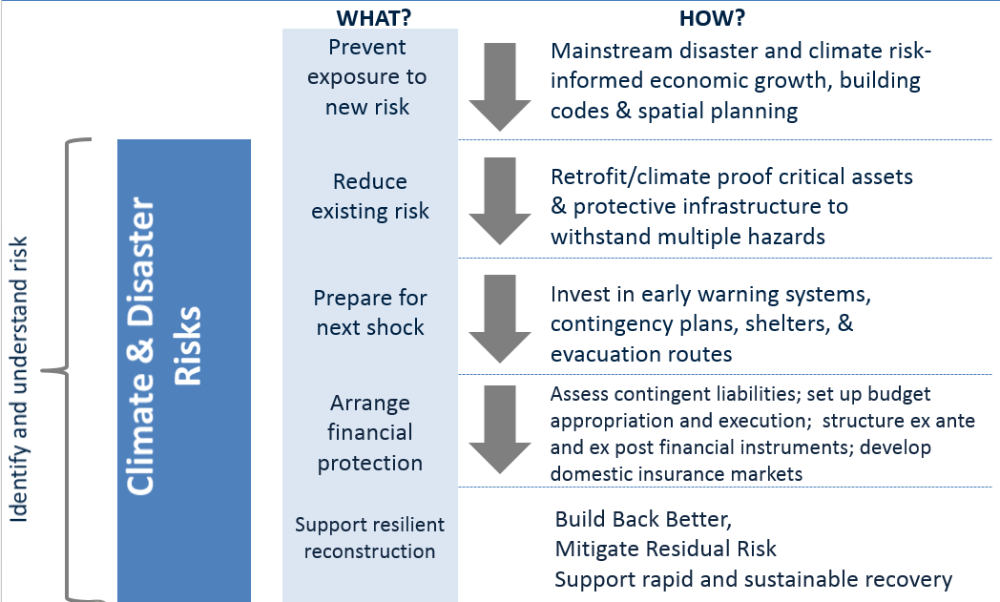 WHAT?
HOW?
Identify and understand risk
Climate & Disaster
Risks
Prevent
exposure to
new risk
Mainstream disaster and climate risk-
informed economic growth, building
codes & spatial planning
Reduce
existing risk
Retrofit/climate proof critical assets
& protective infrastructure to
withstand multiple hazards
Prepare for
next shock
Invest in early warning systems,
contingency plans, shelters, &
evacuation routes
Arrange
financial
protection
Assess contingent liabilities; set up budget
appropriation and execution;  structure ex ante
and ex post financial instruments; develop
domestic insurance markets
Support resilient
reconstruction
Build Back Better,
Mitigate Residual Risk
Support rapid and sustainable recovery